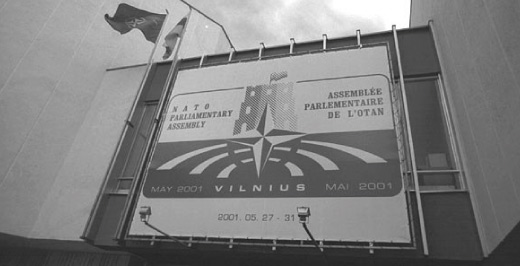 NATO
PARLIAMENTARY
ASSEMBLY
ASSEMBLÉE
PARLEMENTAIRE
DE L'OTAN
MAY 2001 VILNIUS MAI 2001
2001. 05. 27 - 31